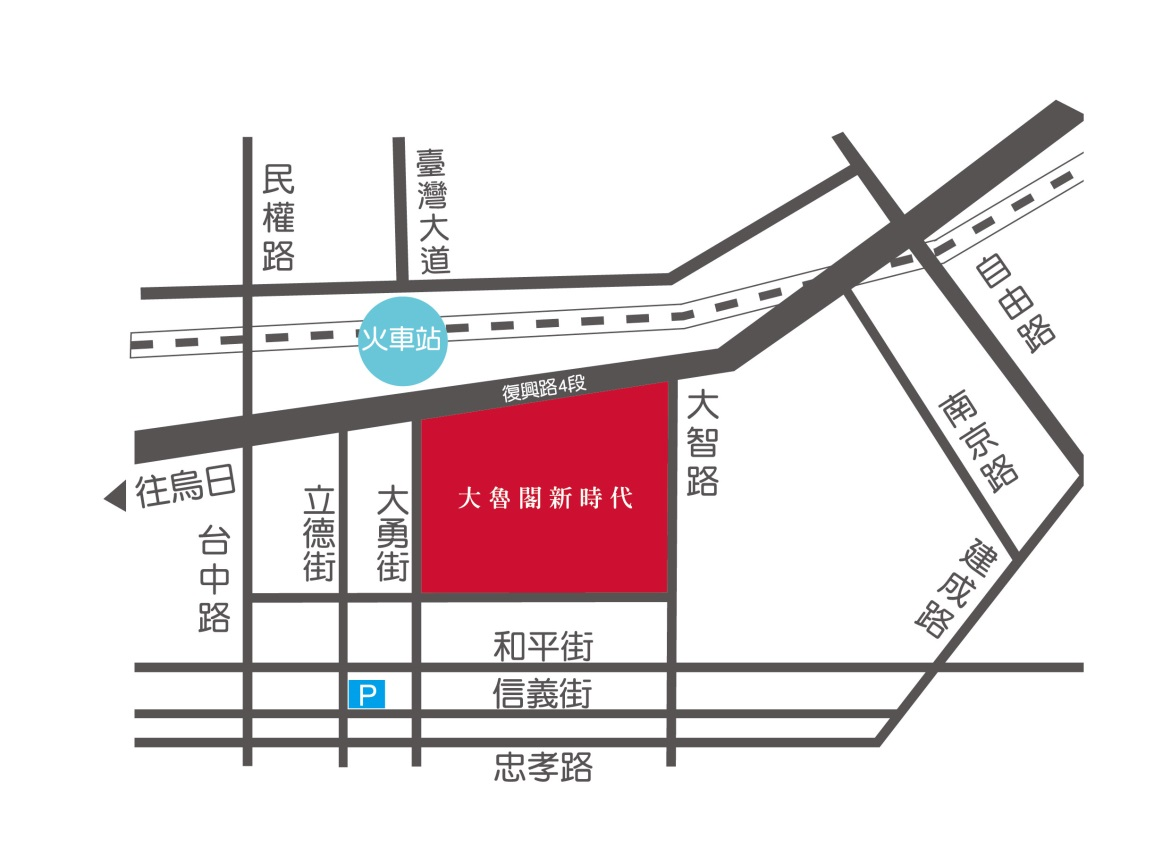 民權路
臺灣大道
火車站
自由路
復興路4段
大智路
南京路
往烏日
大魯閣新時代
立德街
大勇街
台中路
建成路
和平街
P
信義街
忠孝路